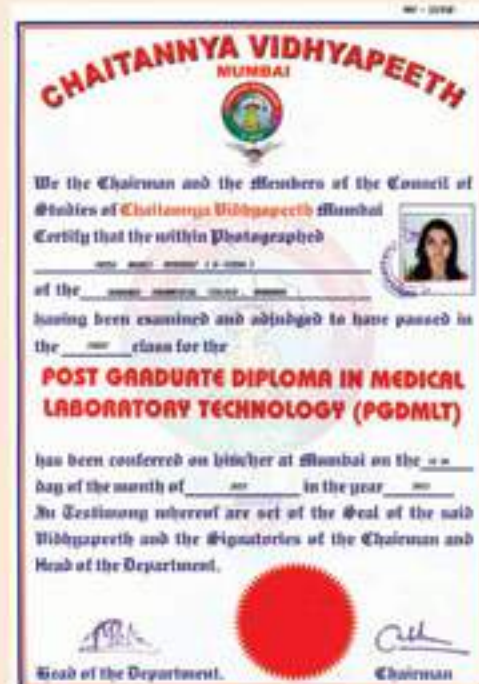 CHAITANNYA VIDHYAPEETH
MUMBAI
We the Chairman and the Members of the Council of
Studies of Chaitannya Vidhyapeeth Mumbai
Certify that the within Photographed
of the
having been examined and adjudged to have passed in
the class for the
POST GRADUATE DIPLOMA IN MEDICAL
LABORATORY TECHNOLOGY (PGDMLT)
has been conferred on him/her at Mumbai on the
day of the month of in the year
In Testimony whereof are set of the Seal of the said
Vidhyapeeth and the Signatories of the Chairman and
Head of the Department.
Head of the Department.
Chairman